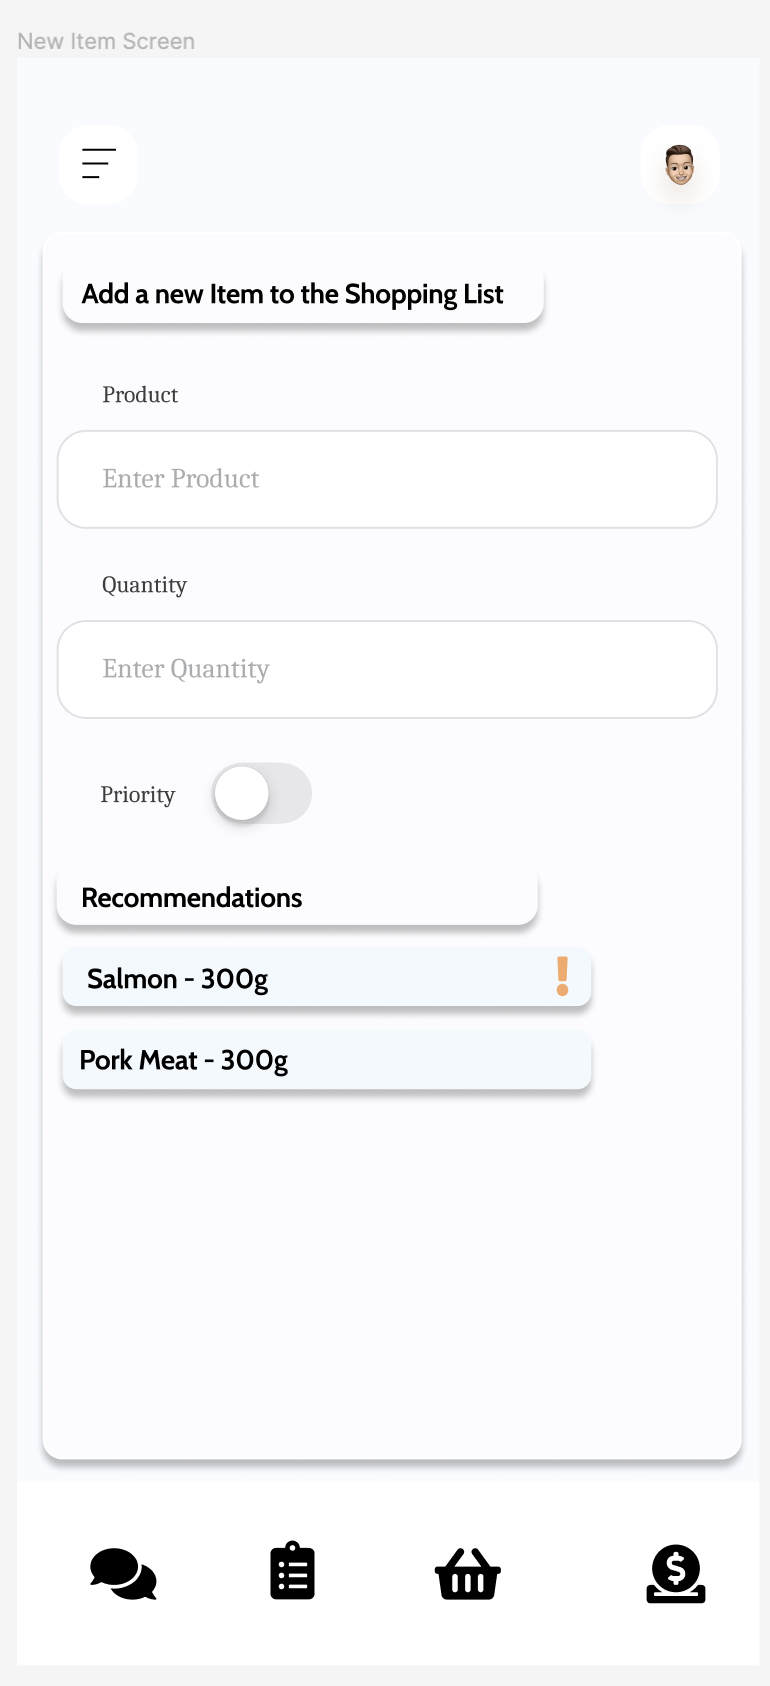 New Item Screen
Add a new Item to the Shopping List
Product
Enter Product
Quantity
Enter Quantity
Priority
Recommendations
Salmon - 300g
Pork Meat - 300g